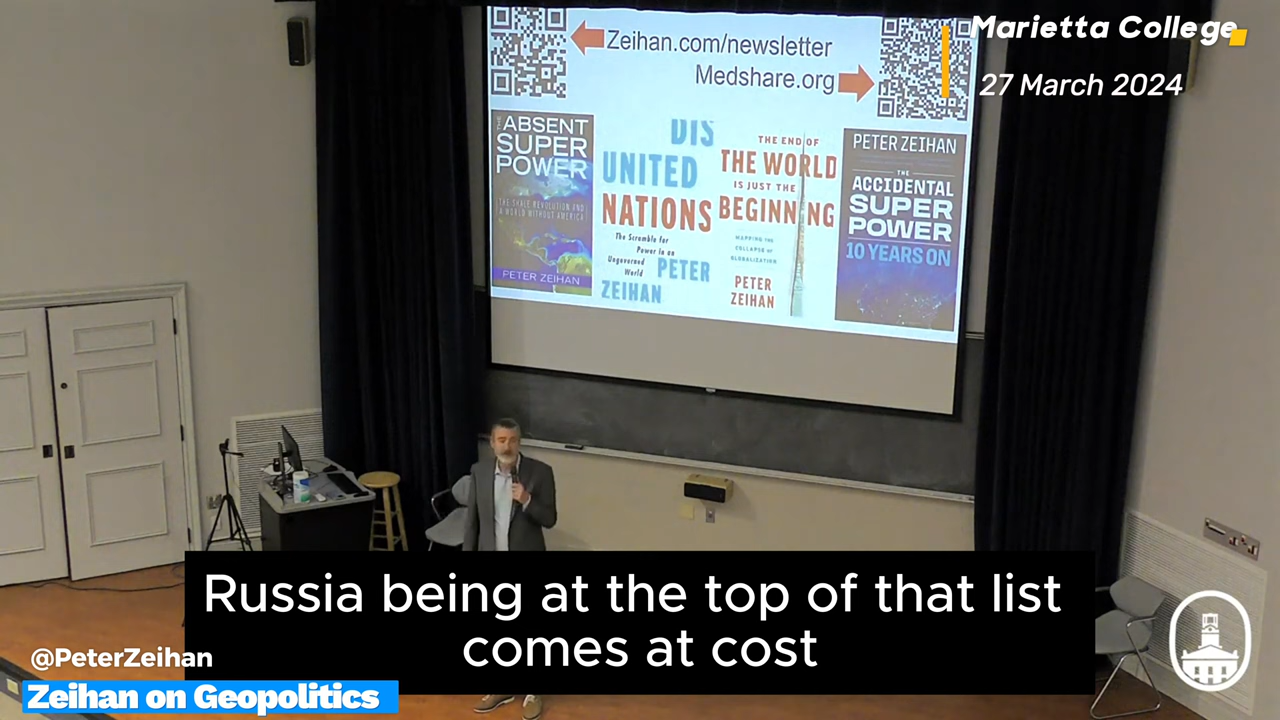 Zeihan.com/newsletter
Medshare.org
Marietta College
27 March 2024
THE
ABSENT
SUPER
POWER
THE SHALE REVOLUTION AND
A WORLD WITHOUT AMERICA
PETER ZEIHAN
DIS
UNITED
NATIONS
The Scramble for
Power in an
Ungoverned
World
PETER
ZEIHAN
THE END OF
THE WORLD
IS JUST THE
BEGINNING
MAPPING THE
COLLAPSE OF
GLOBALIZATION
PETER
ZEIHAN
PETER ZEIHAN
THE
ACCIDENTAL
SUPER
POWER
10 YEARS ON
Russia being at the top of that list
comes at cost
@PeterZeihan
Zeihan on Geopolitics